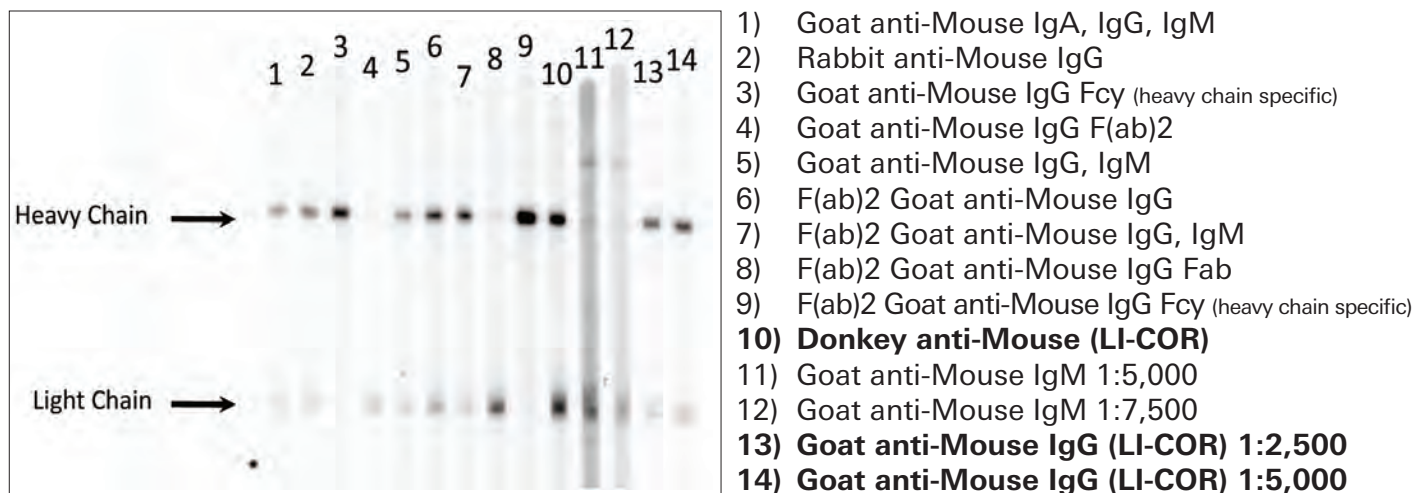 1 2 3 4 5 6 7 8 9 10 11 12 13 14
Heavy Chain
Light Chain
1) Goat anti-Mouse IgA, IgG, IgM
2) Rabbit anti-Mouse IgG
3) Goat anti-Mouse IgG Fcy (heavy chain specific)
4) Goat anti-Mouse IgG F(ab)2
5) Goat anti-Mouse IgG, IgM
6) F(ab)2 Goat anti-Mouse IgG
7) F(ab)2 Goat anti-Mouse IgG, IgM
8) F(ab)2 Goat anti-Mouse IgG Fab
9) F(ab)2 Goat anti-Mouse IgG Fcy (heavy chain specific)
10) Donkey anti-Mouse (LI-COR)
11) Goat anti-Mouse IgM 1:5,000
12) Goat anti-Mouse IgM 1:7,500
13) Goat anti-Mouse IgG (LI-COR) 1:2,500
14) Goat anti-Mouse IgG (LI-COR) 1:5,000